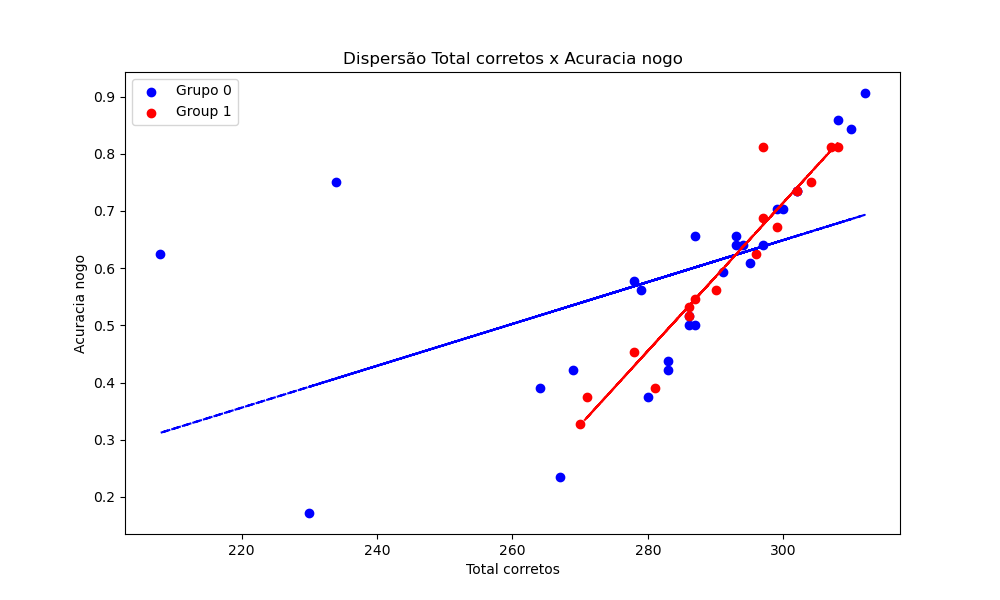 Dispersão Total corretos x Acuracia nogo
Grupo 0
Group 1
Acuracia nogo
0.9
0.8
0.7
0.6
0.5
0.4
0.3
0.2
220 240 260 280 300
Total corretos